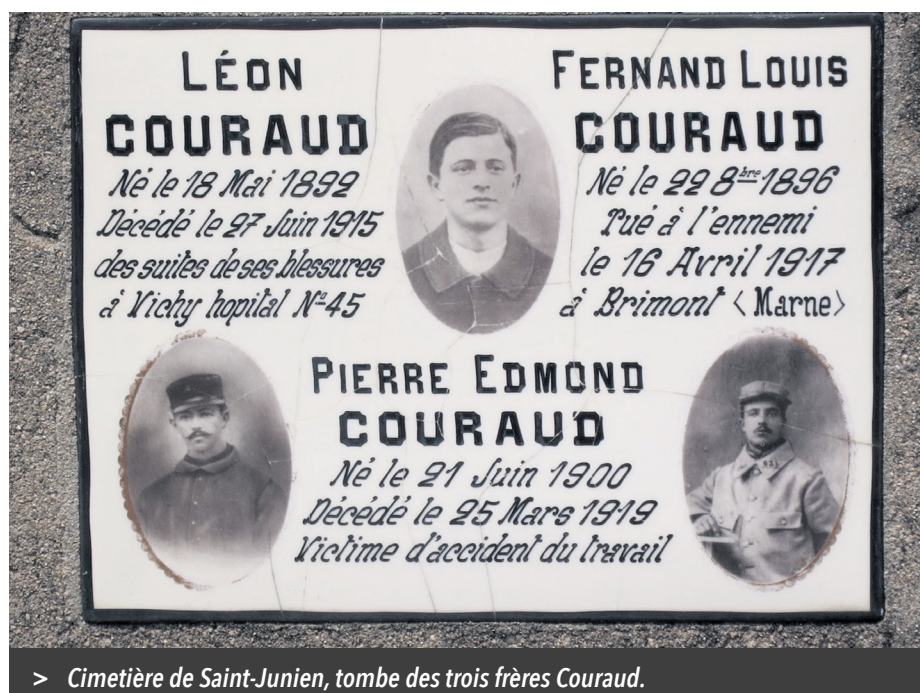 LÉON
COURAUD
Né le 18 Mai 1892
Décédé le 27 Juin 1915
des suites de ses blessures
à Vichy hopital Nº 45
FERNAND LOUIS
COURAUD
Né le 22 8bre 1896
Tué à l'ennemi
le 16 Avril 1917
à Brimont <Marne>
PIERRE EDMOND
COURAUD
Né le 21 Juin 1900
Décédé le 25 Mars 1919
Victime d'accident du travail
> Cimetière de Saint-Junien, tombe des trois frères Couraud.